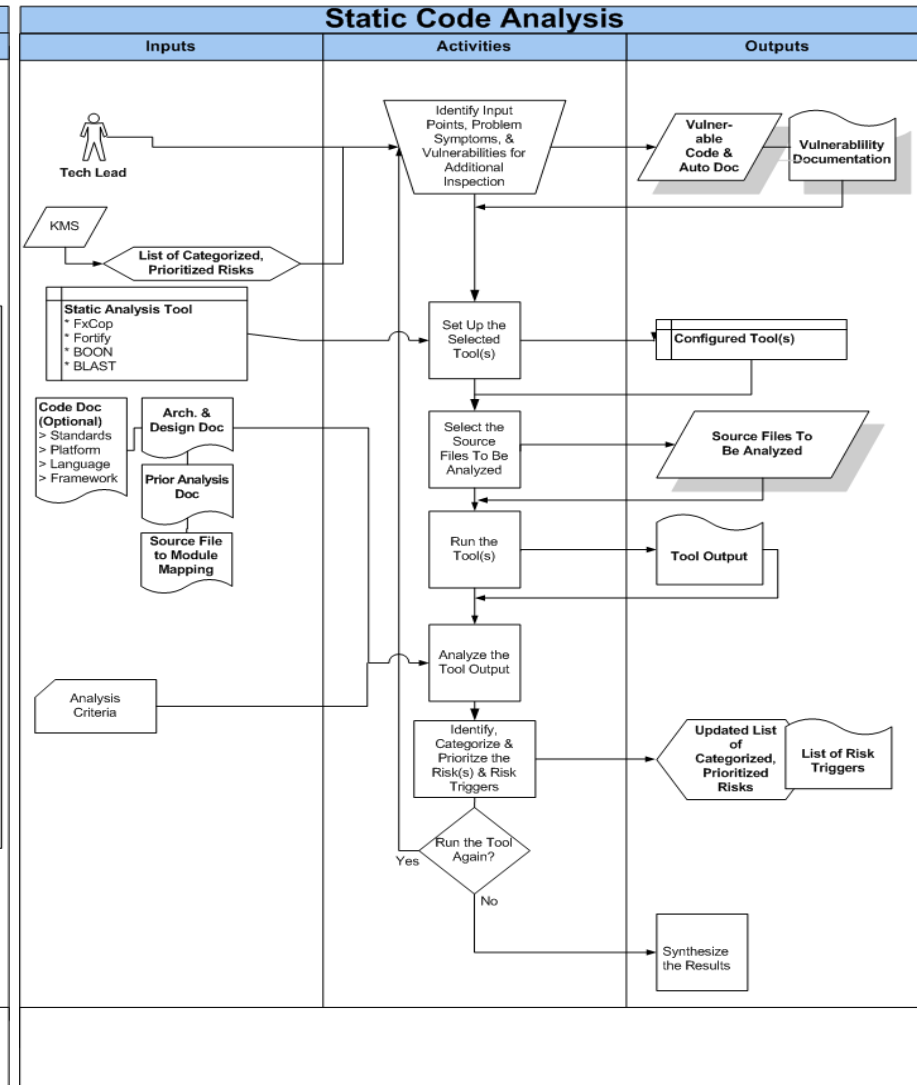 Static Code Analysis
Inputs
Activities
Outputs
Tech Lead
Identify Input
Points, Problem
Symptoms, &
Vulnerabilities for
Additional
Inspection
Vulner-
able
Code &
Auto Doc
Vulnerablility
Documentation
KMS
List of Categorized,
Prioritized Risks
Static Analysis Tool
* FxCop
* Fortify
* BOON
* BLAST
Set Up the
Selected
Tool(s)
Configured Tool(s)
Code Doc
(Optional)
> Standards
> Platform
> Language
> Framework
Arch. &
Design Doc
Prior Analysis
Doc
Source File
to Module
Mapping
Select the
Source
Files To Be
Analyzed
Source Files To
Be Analyzed
Run the
Tool(s)
Tool Output
Analyze the
Tool Output
Analysis
Criteria
Identify,
Categorize &
Prioritze the
Risk(s) & Risk
Triggers
Updated List
of
Categorized,
Prioritized
Risks
List of Risk
Triggers
Run the Tool
Again?
Yes
No
Synthesize
the Results